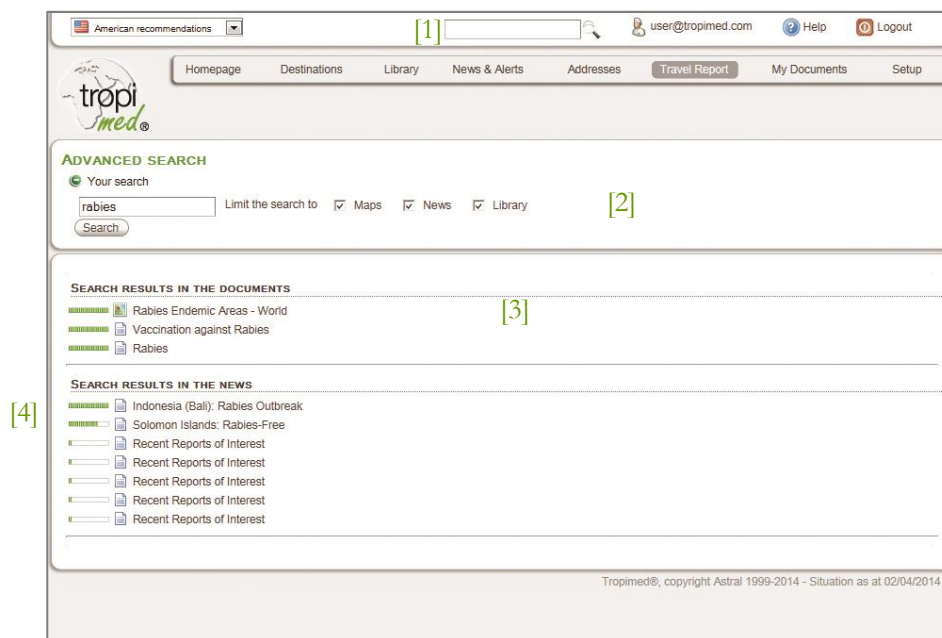 American recommendations [1] user@tropimed.com Help Logout
Homepage Destinations Library News & Alerts Addresses Travel Report My Documents Setup
tropi
med®
ADVANCED SEARCH
Your search
rabies Limit the search to Maps News Library [2]
Search
SEARCH RESULTS IN THE DOCUMENTS
Rabies Endemic Areas - World [3]
Vaccination against Rabies
Rabies
SEARCH RESULTS IN THE NEWS
[4] Indonesia (Bali): Rabies Outbreak
Solomon Islands: Rabies-Free
Recent Reports of Interest
Recent Reports of Interest
Recent Reports of Interest
Recent Reports of Interest
Recent Reports of Interest
Tropimed®, copyright Astral 1999-2014 - Situation as at 02/04/2014